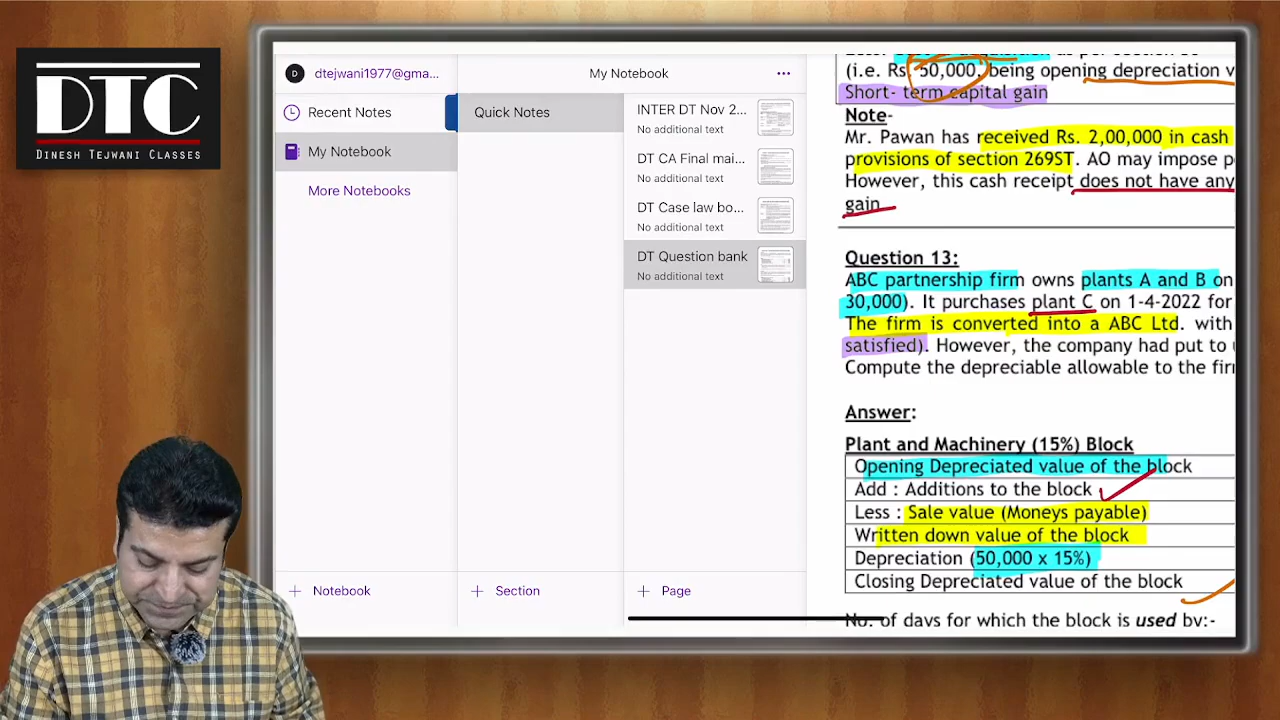 DTC
DINESH TEJWANI CLASSES
D
dtejwani1977@gma...
Recent Notes
My Notebook
More Notebooks
Notebook
Quick Notes
Section
My Notebook
INTER DT Nov 2...
No additional text
DT CA Final mai...
No additional text
DT Case law bo...
No additional text
DT Question bank
No additional text
Page
(i.e. Rs. 50,000, being opening depreciation v
Short- term capital gain
Note-
Mr. Pawan has received Rs. 2,00,000 in cash
provisions of section 269ST. AO may impose p
However, this cash receipt does not have any
gain
Question 13:
ABC partnership firm owns plants A and B on
30,000). It purchases plant C on 1-4-2022 for
The firm is converted into a ABC Ltd. with
satisfied). However, the company had put to
Compute the depreciable allowable to the fir
Answer:
Plant and Machinery (15%) Block
Opening Depreciated value of the block
Add : Additions to the block
Less : Sale value (Moneys payable)
Written down value of the block
Depreciation (50,000 x 15%)
Closing Depreciated value of the block
No. of days for which the block is used by:-